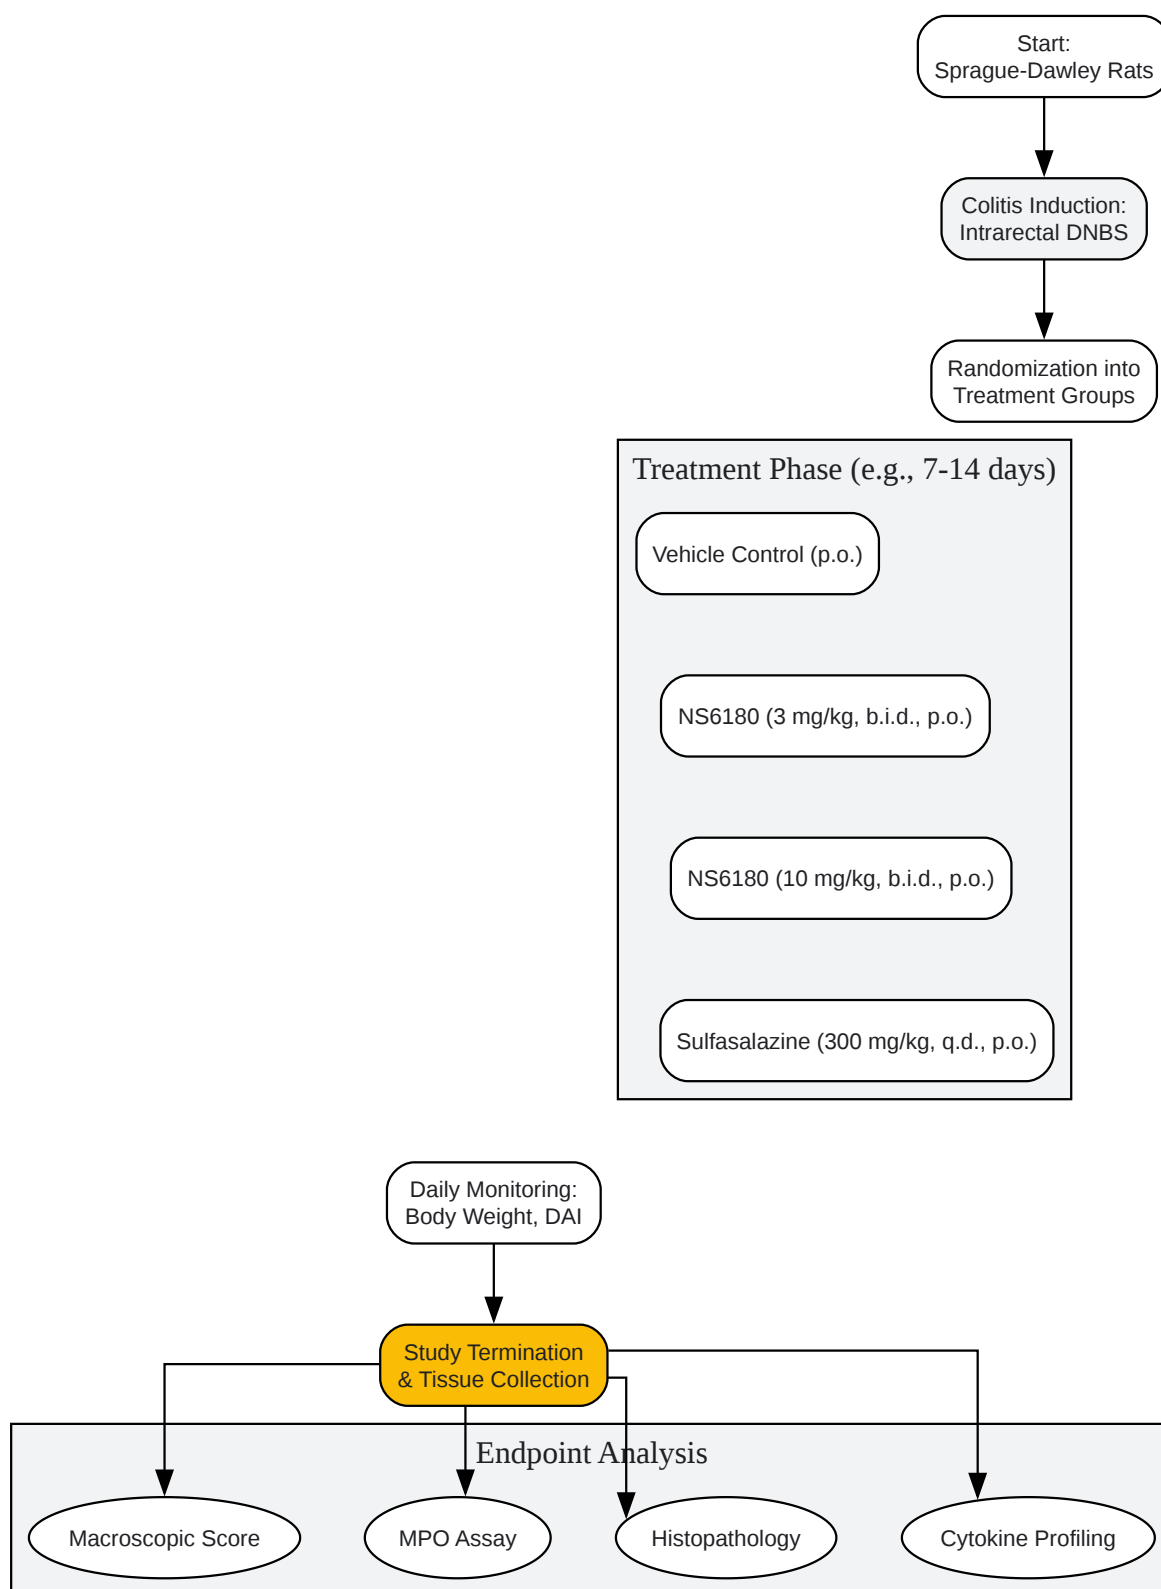 Start:
Sprague-Dawley Rats
Colitis Induction:
Intrarectal DNBS
Randomization into
Treatment Groups
Treatment Phase (e.g., 7-14 days)
Vehicle Control (p.o.)
NS6180 (3 mg/kg, b.i.d., p.o.)
NS6180 (10 mg/kg, b.i.d., p.o.)
Sulfasalazine (300 mg/kg, q.d., p.o.)
Daily Monitoring:
Body Weight, DAI
Study Termination
& Tissue Collection
Endpoint Analysis
Macroscopic Score
MPO Assay
Histopathology
Cytokine Profiling